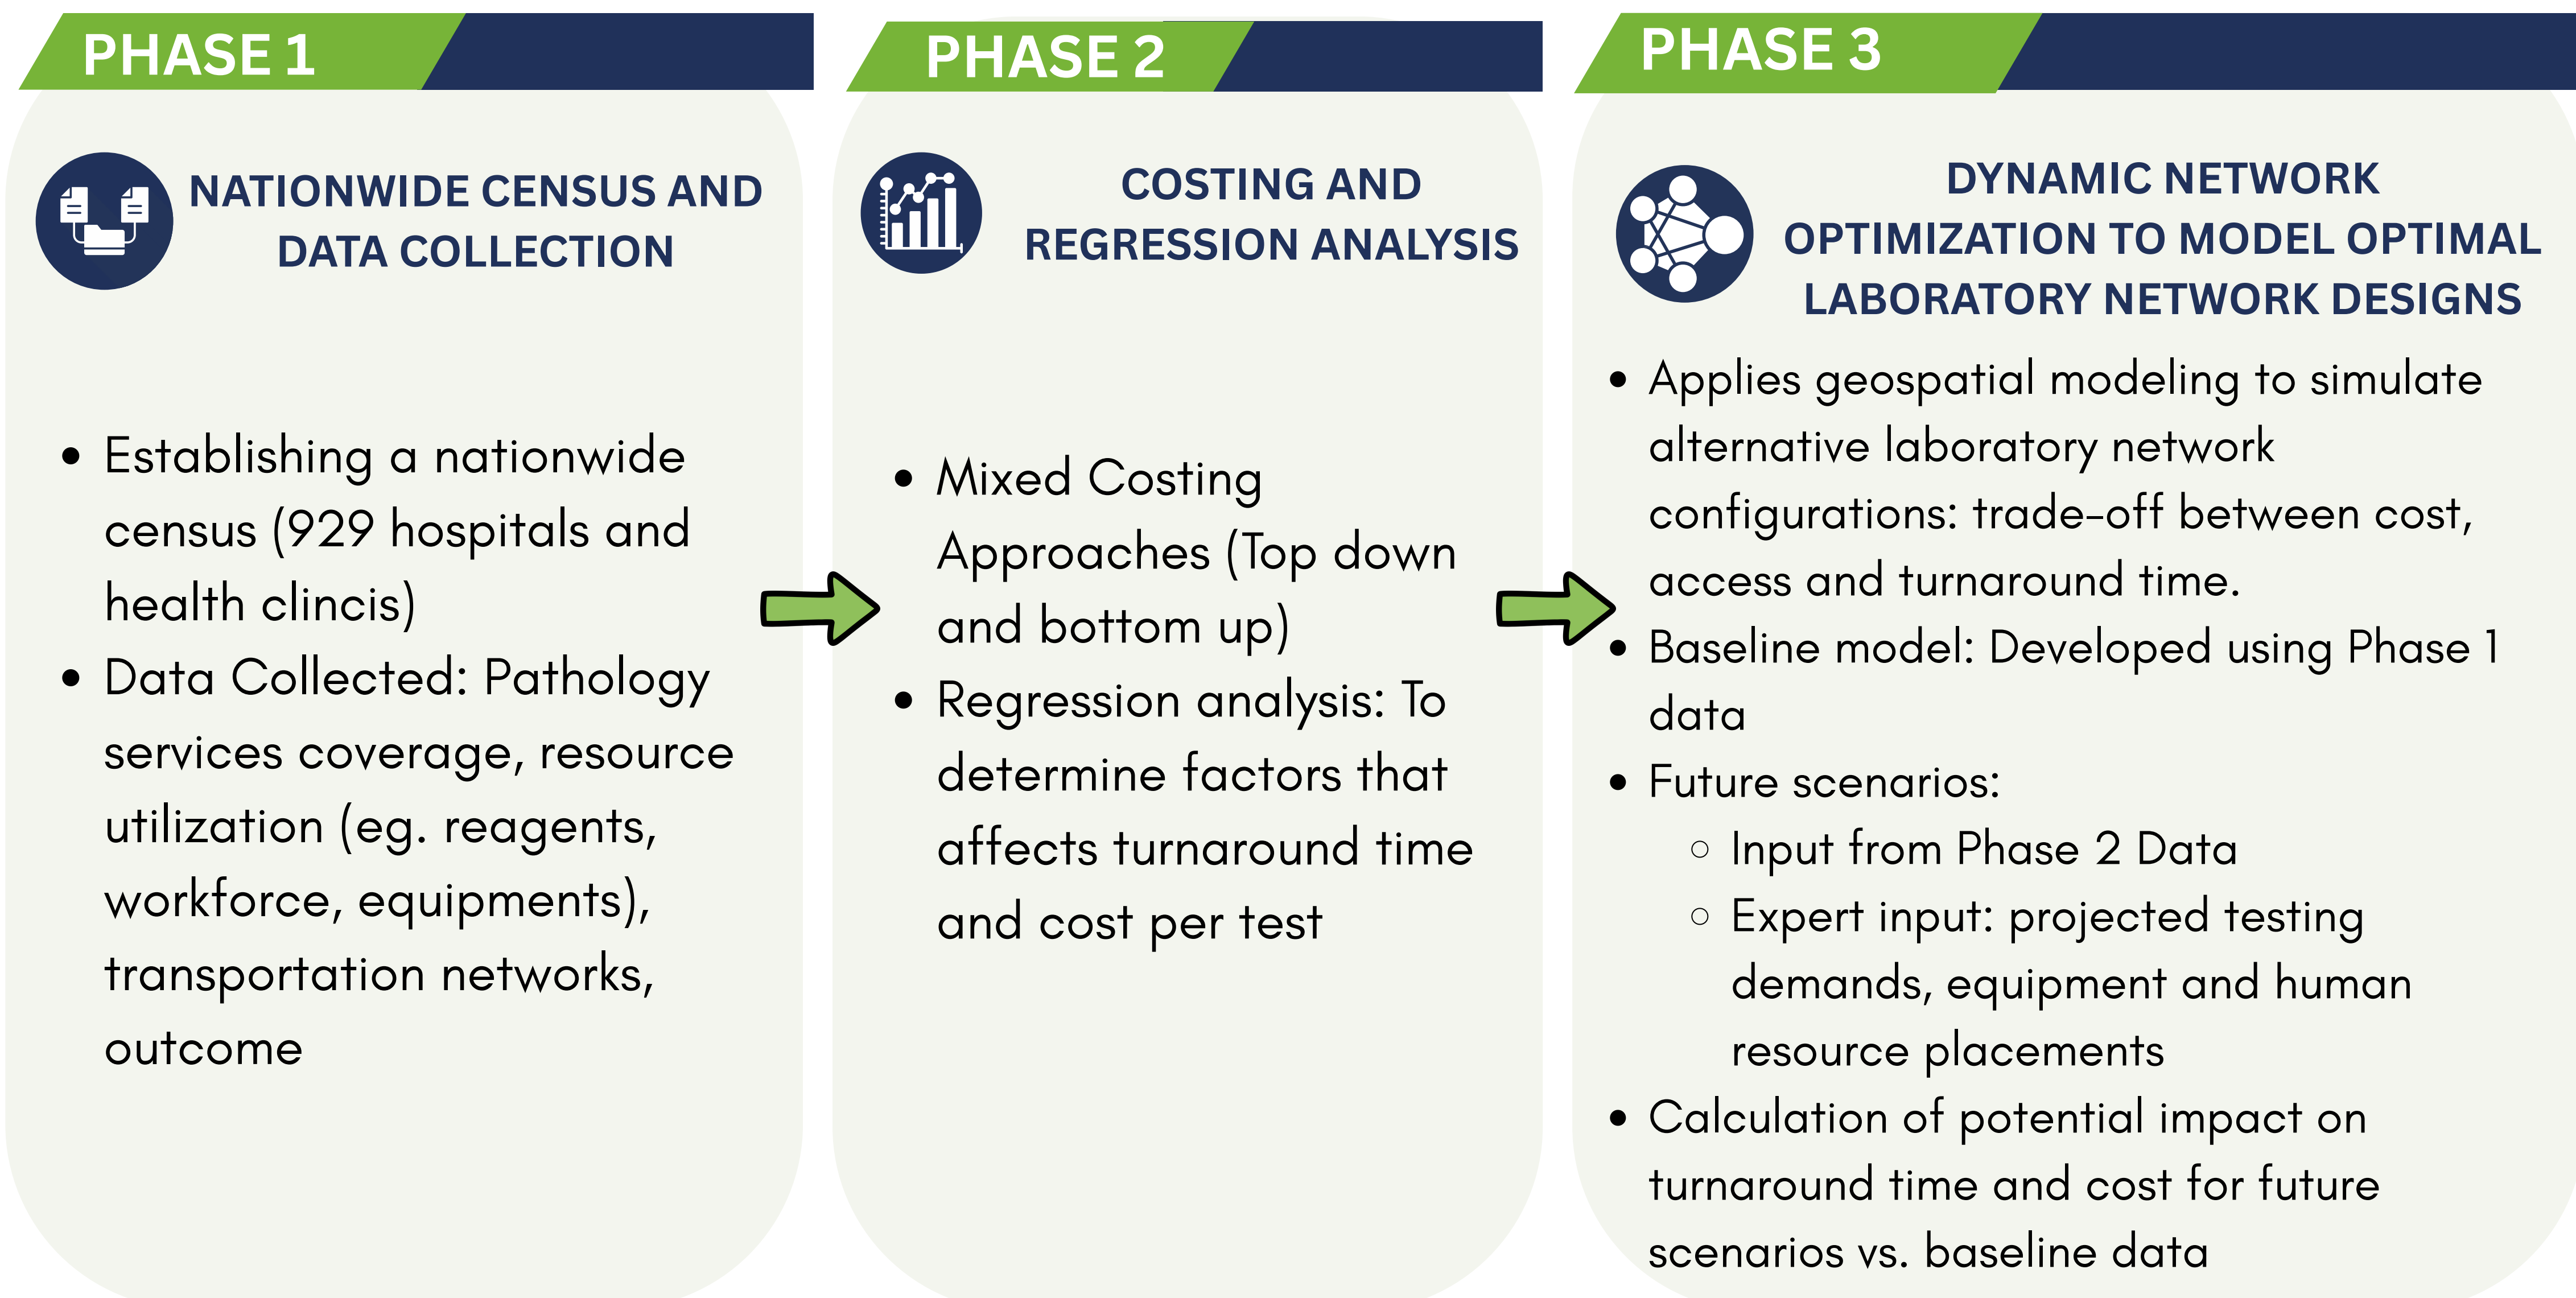 PHASE 1
NATIONWIDE CENSUS AND
DATA COLLECTION
• Establishing a nationwide
census (929 hospitals and
health clincis)
• Data Collected: Pathology
services coverage, resource
utilization (eg. reagents,
workforce, equipments),
transportation networks,
outcome
PHASE 2
COSTING AND
REGRESSION ANALYSIS
• Mixed Costing
Approaches (Top down
and bottom up)
• Regression analysis: To
determine factors that
affects turnaround time
and cost per test
PHASE 3
DYNAMIC NETWORK
OPTIMIZATION TO MODEL OPTIMAL
LABORATORY NETWORK DESIGNS
• Applies geospatial modeling to simulate
alternative laboratory network
configurations: trade-off between cost,
access and turnaround time.
• Baseline model: Developed using Phase 1
data
• Future scenarios:
◦ Input from Phase 2 Data
◦ Expert input: projected testing
demands, equipment and human
resource placements
• Calculation of potential impact on
turnaround time and cost for future
scenarios vs. baseline data